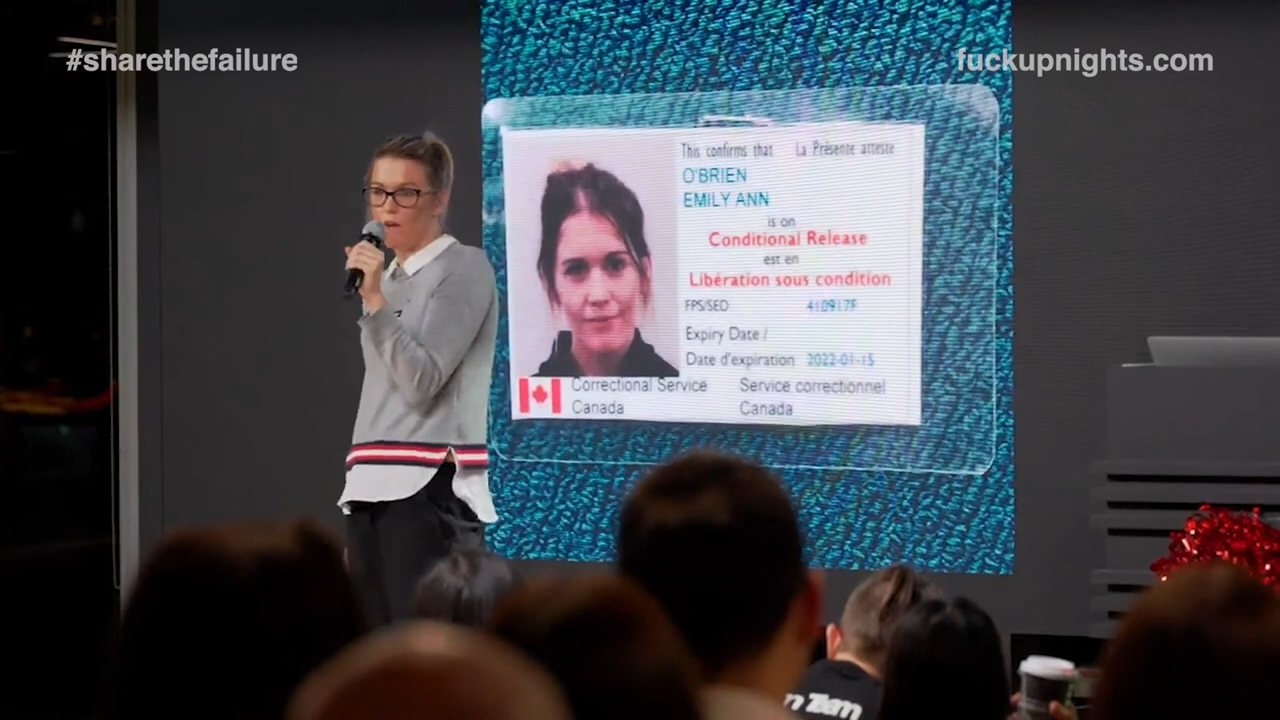 #sharethefailure
fuckupnights.com
This confirms that La Présente atteste
O'BRIEN
EMILY ANN
is on
Conditional Release
est en
Libération sous condition
FPS/SED 410917F
Expiry Date /
Date d'expiration 2022-01-15
Correctional Service Service correctionnel
Canada Canada
Team